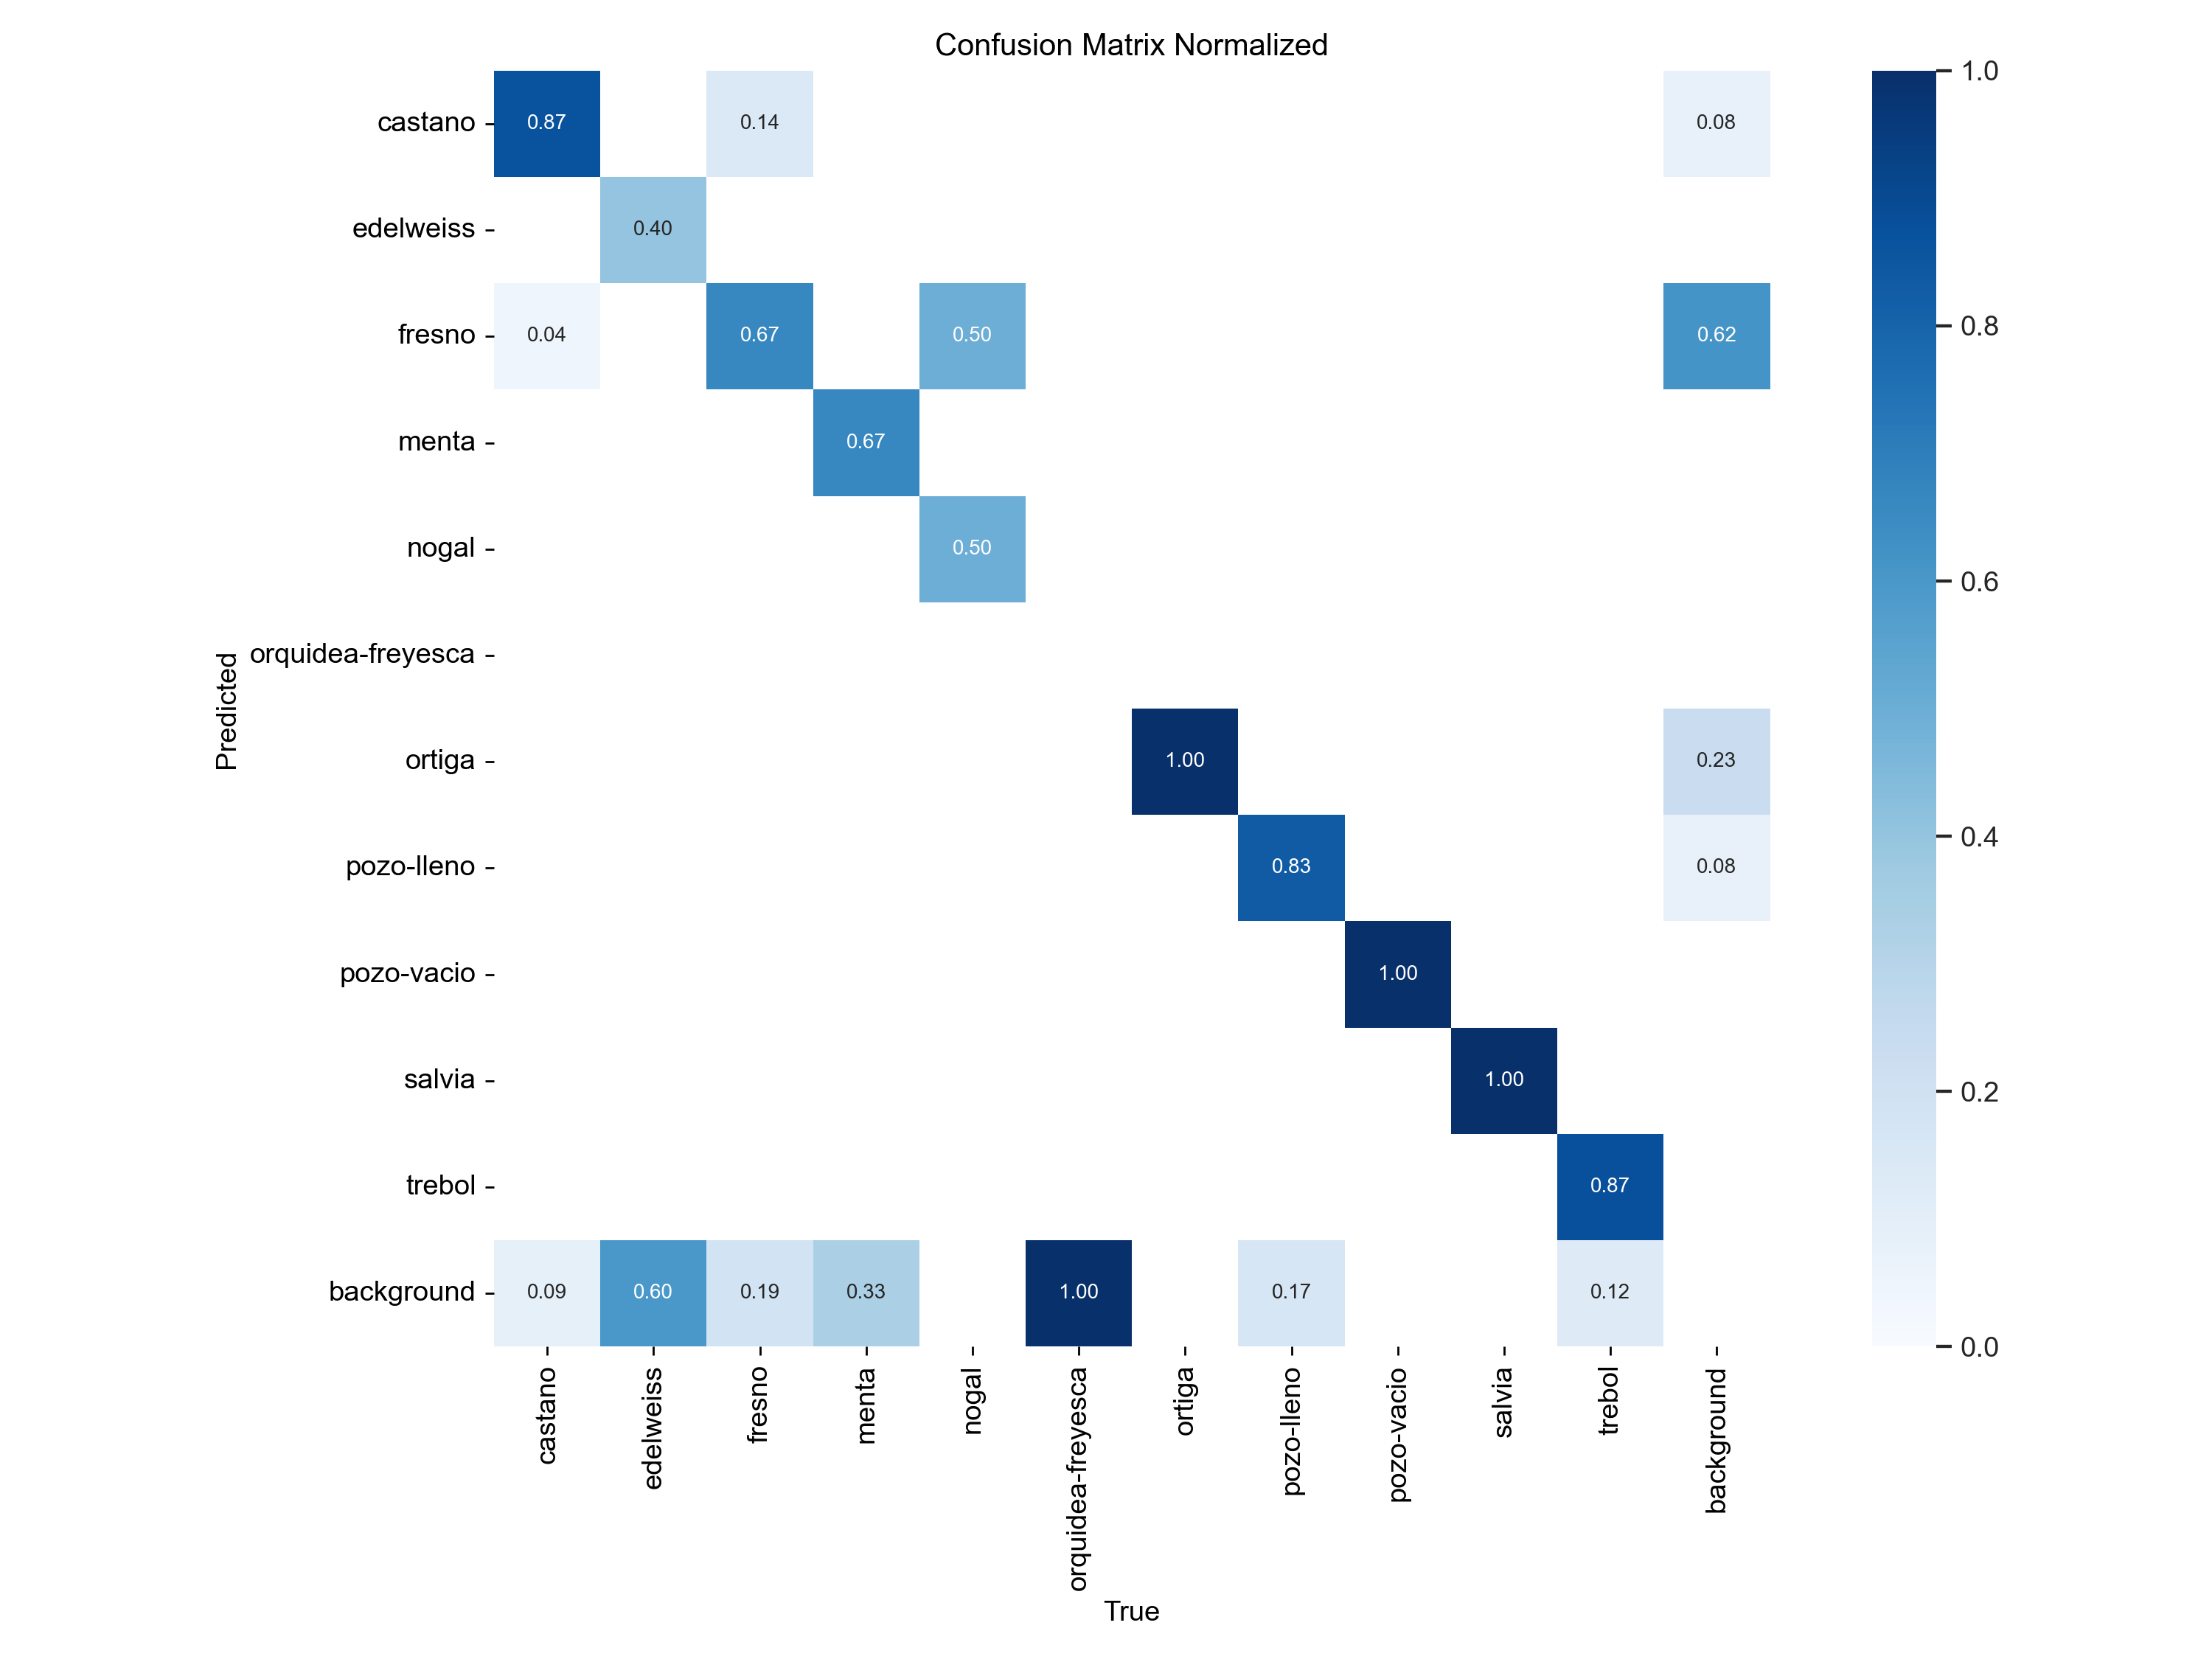 Confusion Matrix Normalized
castano 0.87 0.14 0.08
edelweiss 0.40
fresno 0.04 0.67 0.50 0.62
menta 0.67
nogal 0.50
orquidea-freyesca
ortiga 1.00 0.23
pozo-lleno 0.83 0.08
pozo-vacio 1.00
salvia 1.00
trebol 0.87
background 0.09 0.60 0.19 0.33 1.00 0.17 0.12
Predicted
castano edelweiss fresno menta nogal orquidea-freyesca ortiga pozo-lleno pozo-vacio salvia trebol background
True
1.0
0.8
0.6
0.4
0.2
0.0